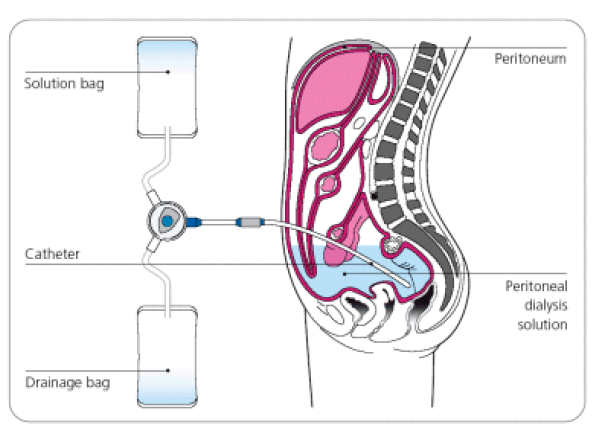 Peritoneum
Solution bag
Catheter
Peritoneal
dialysis
solution
Drainage bag